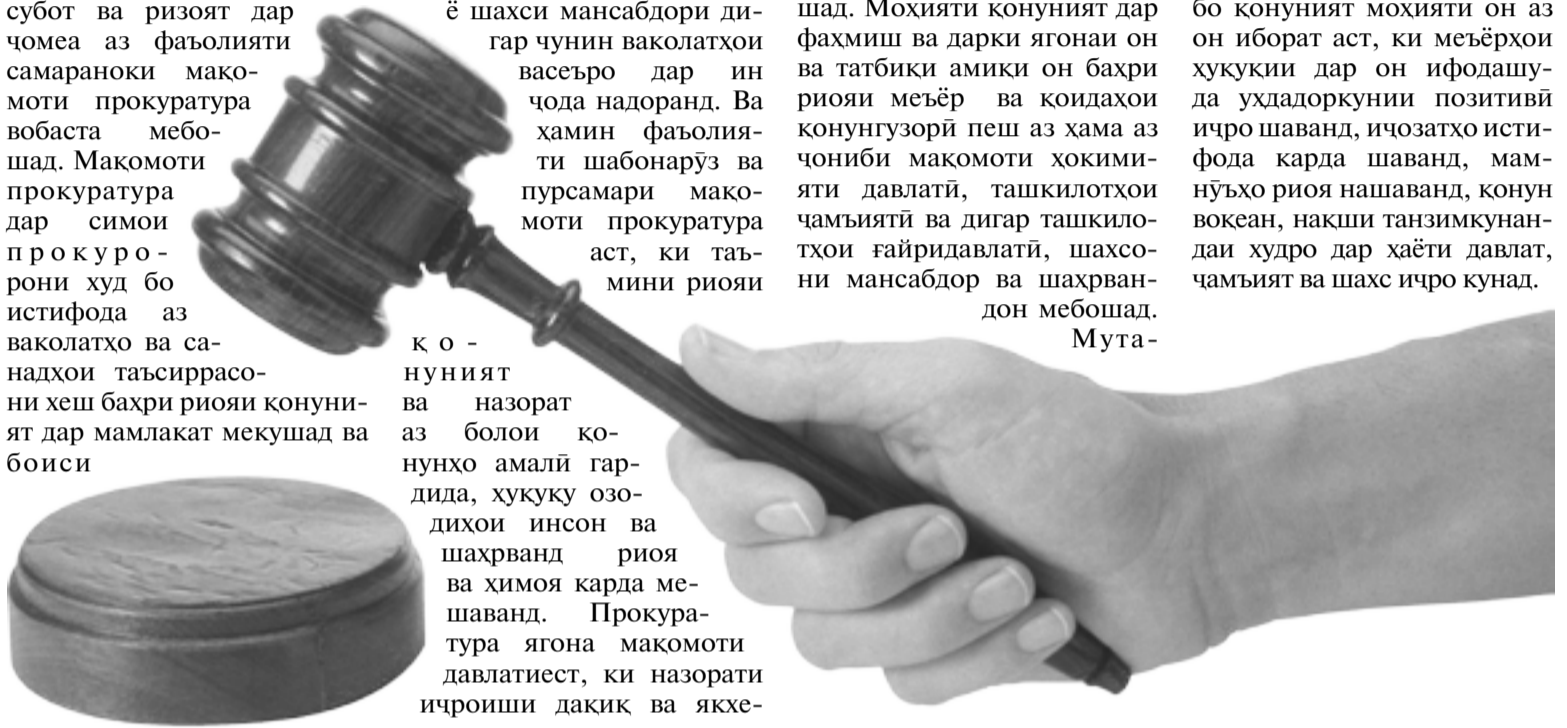 субот ва ризоят дар
ҷомеа аз фаъолияти
самараноки мақо-
моти прокуратура
вобаста мебо-
шад. Мақомоти
прокуратура
дар симои
прокуро-
рони худ бо
истифода аз
ваколатҳо ва са-
надҳои таъсиррасо-
ни хеш баҳри риояи қонуни-
ят дар мамлакат мекушад ва
боиси
ё шахси мансабдори ди-
гар чунин ваколатҳои
васеъро дар ин
ҷода надоранд. Ва
ҳамин фаъолия-
ти шабонарӯз ва
пурсамари мақо-
моти прокуратура
аст, ки таъ-
мини риояи
қо-
нуният
ва назорат
аз болои қо-
нунҳо амалӣ гар-
дида, ҳуқуқу озо-
диҳои инсон ва
шаҳрванд риоя
ва ҳимоя карда ме-
шаванд. Прокура-
тура ягона мақомоти
давлатиест, ки назорати
иҷроиши дақиқ ва якхе-
шад. Моҳияти қонуният дар
фаҳмиш ва дарки ягонаи он
ва татбиқи амиқи он баҳри
риояи меъёр ва қоидаҳои
қонунгузорӣ пеш аз ҳама аз
ҷониби мақомоти ҳокими-
яти давлатӣ, ташкилотҳои
ҷамъиятӣ ва дигар ташкило-
тҳои ғайридавлатӣ, шахсо-
ни мансабдор ва шаҳрван-
дон мебошад.
Мута-
бо қонуният моҳияти он аз
он иборат аст, ки меъёрҳои
ҳуқуқии дар он ифодашу-
да уҳдадоркунии позитивӣ
иҷро шаванд, иҷозатҳо исти-
фода карда шаванд, мам-
нӯъҳо риоя нашаванд, қонун
воқеан, нақши танзимкунан-
даи худро дар ҳаёти давлат,
ҷамъият ва шахс иҷро кунад.